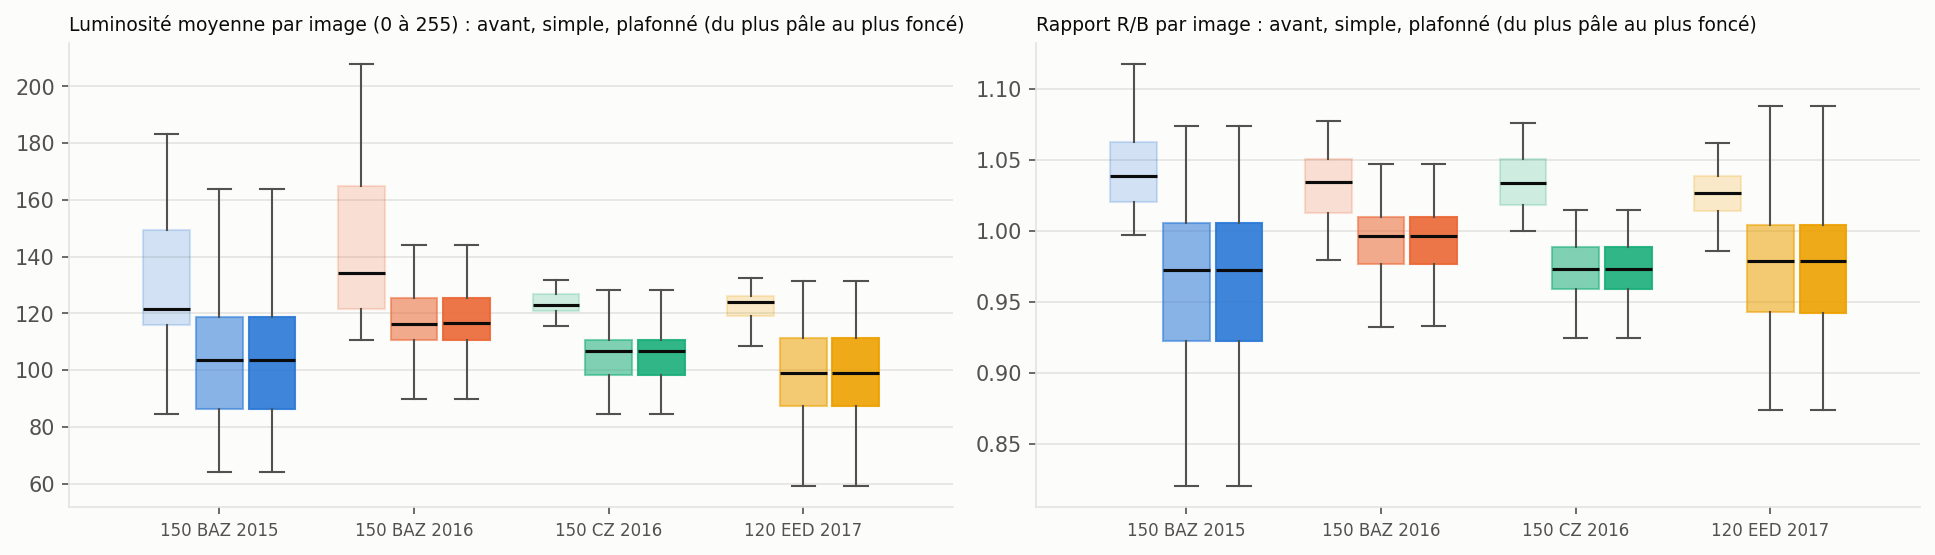 Luminosité moyenne par image (0 à 255) : avant, simple, plafonné (du plus pâle au plus foncé)
200
180
160
140
120
100
80
60
150 BAZ 2015
150 BAZ 2016
150 CZ 2016
120 EED 2017
Rapport R/B par image : avant, simple, plafonné (du plus pâle au plus foncé)
1.10
1.05
1.00
0.95
0.90
0.85
150 BAZ 2015
150 BAZ 2016
150 CZ 2016
120 EED 2017